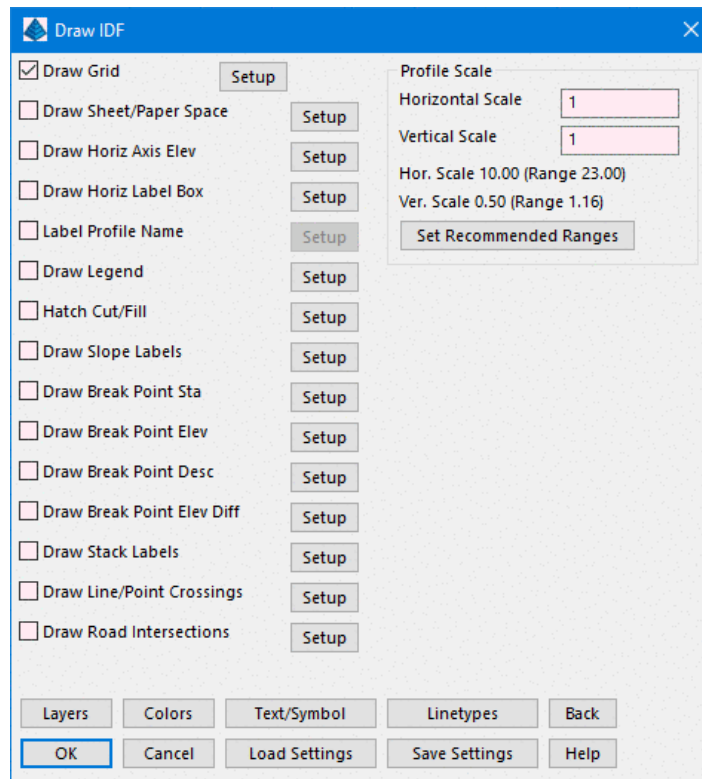 Draw IDF
Draw Grid Setup
Draw Sheet/Paper Space Setup
Draw Horiz Axis Elev Setup
Draw Horiz Label Box Setup
Label Profile Name Setup
Draw Legend Setup
Hatch Cut/Fill Setup
Draw Slope Labels Setup
Draw Break Point Sta Setup
Draw Break Point Elev Setup
Draw Break Point Desc Setup
Draw Break Point Elev Diff Setup
Draw Stack Labels Setup
Draw Line/Point Crossings Setup
Draw Road Intersections Setup
Profile Scale
Horizontal Scale 1
Vertical Scale 1
Hor. Scale 10.00 (Range 23.00)
Ver. Scale 0.50 (Range 1.16)
Set Recommended Ranges
Layers Colors Text/Symbol Linetypes Back
OK Cancel Load Settings Save Settings Help